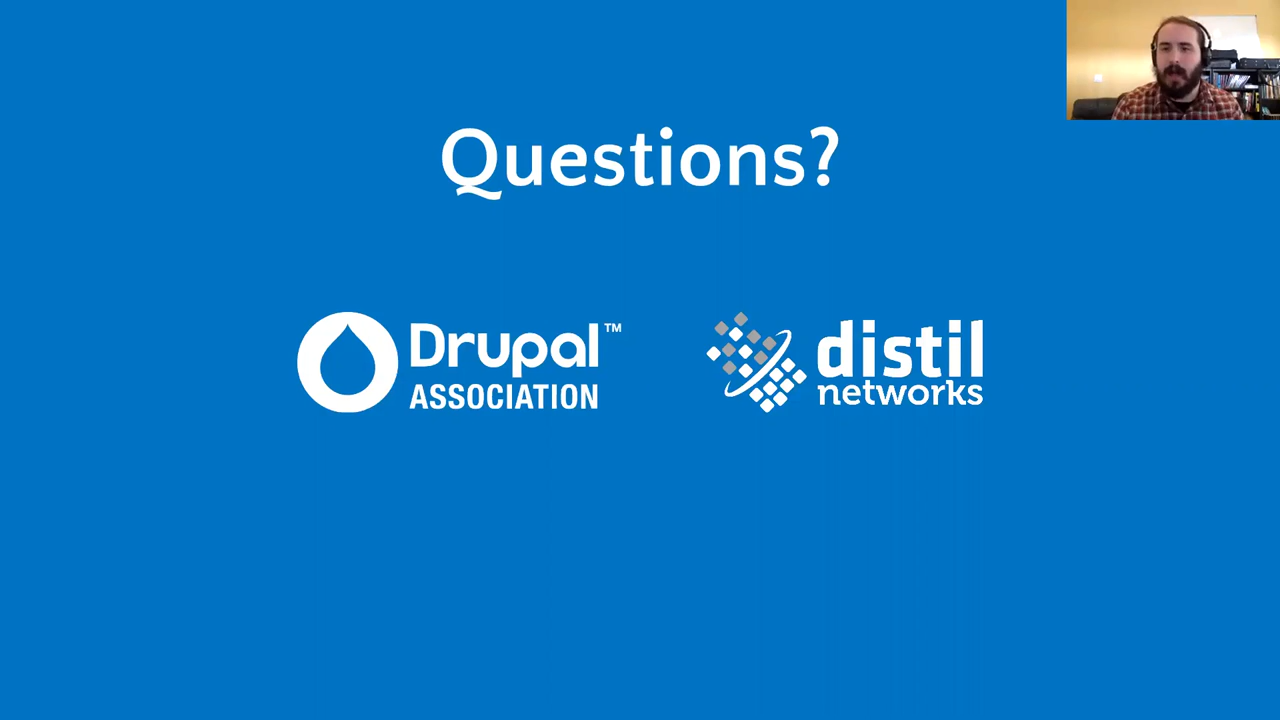 Questions?
Drupal™
ASSOCIATION
distil
networks